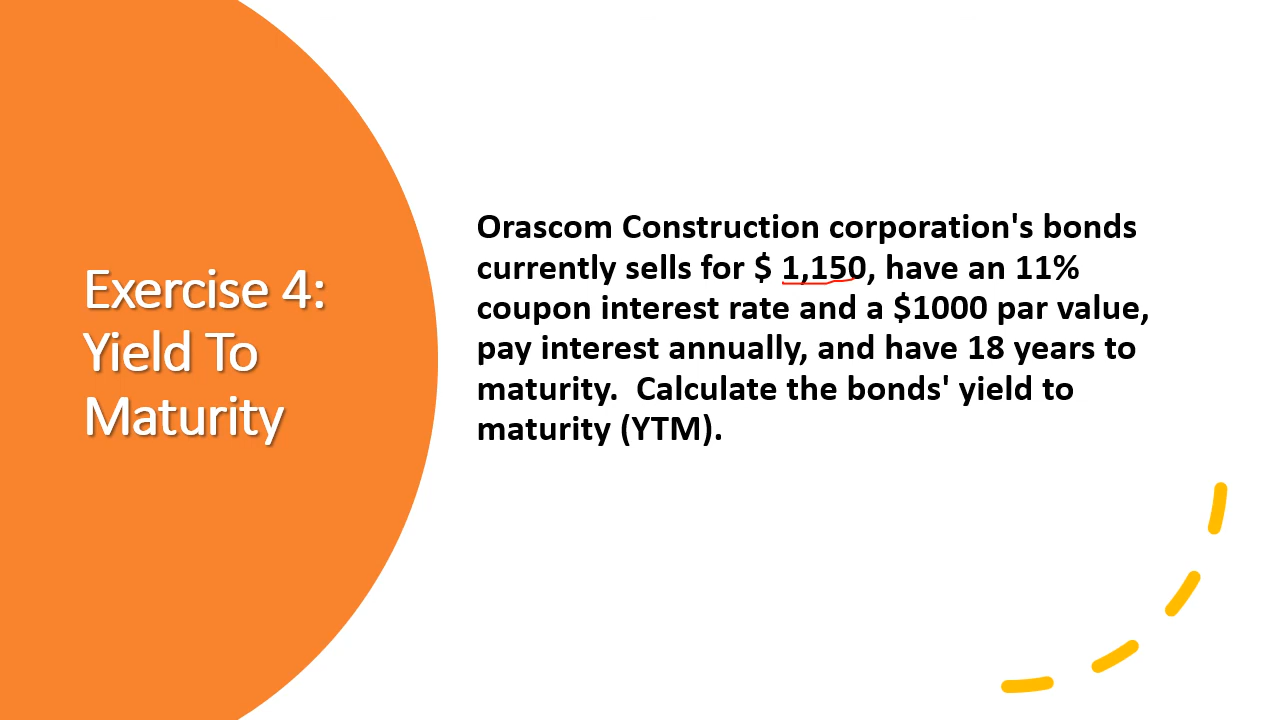 Exercise 4:
Yield To
Maturity
Orascom Construction corporation's bonds
currently sells for $ 1,150, have an 11%
coupon interest rate and a $1000 par value,
pay interest annually, and have 18 years to
maturity.  Calculate the bonds' yield to
maturity (YTM).